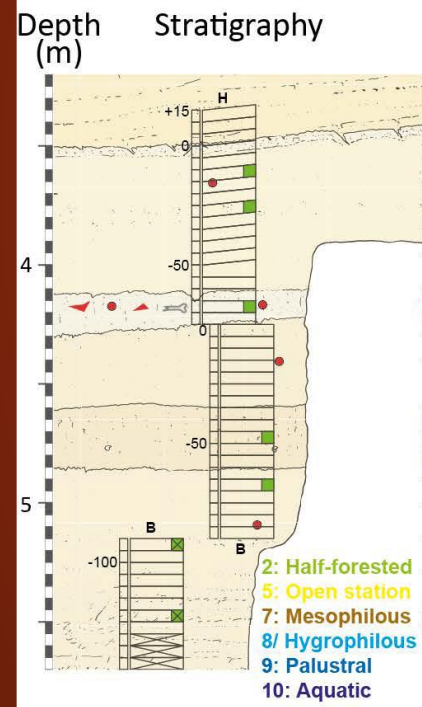 Depth Stratigraphy
(m)
H
+15
0
4
-50
0
-50
5
B
B
-100
2: Half-forested
5: Open station
7: Mesophilous
8/ Hygrophilous
9: Palustral
10: Aquatic